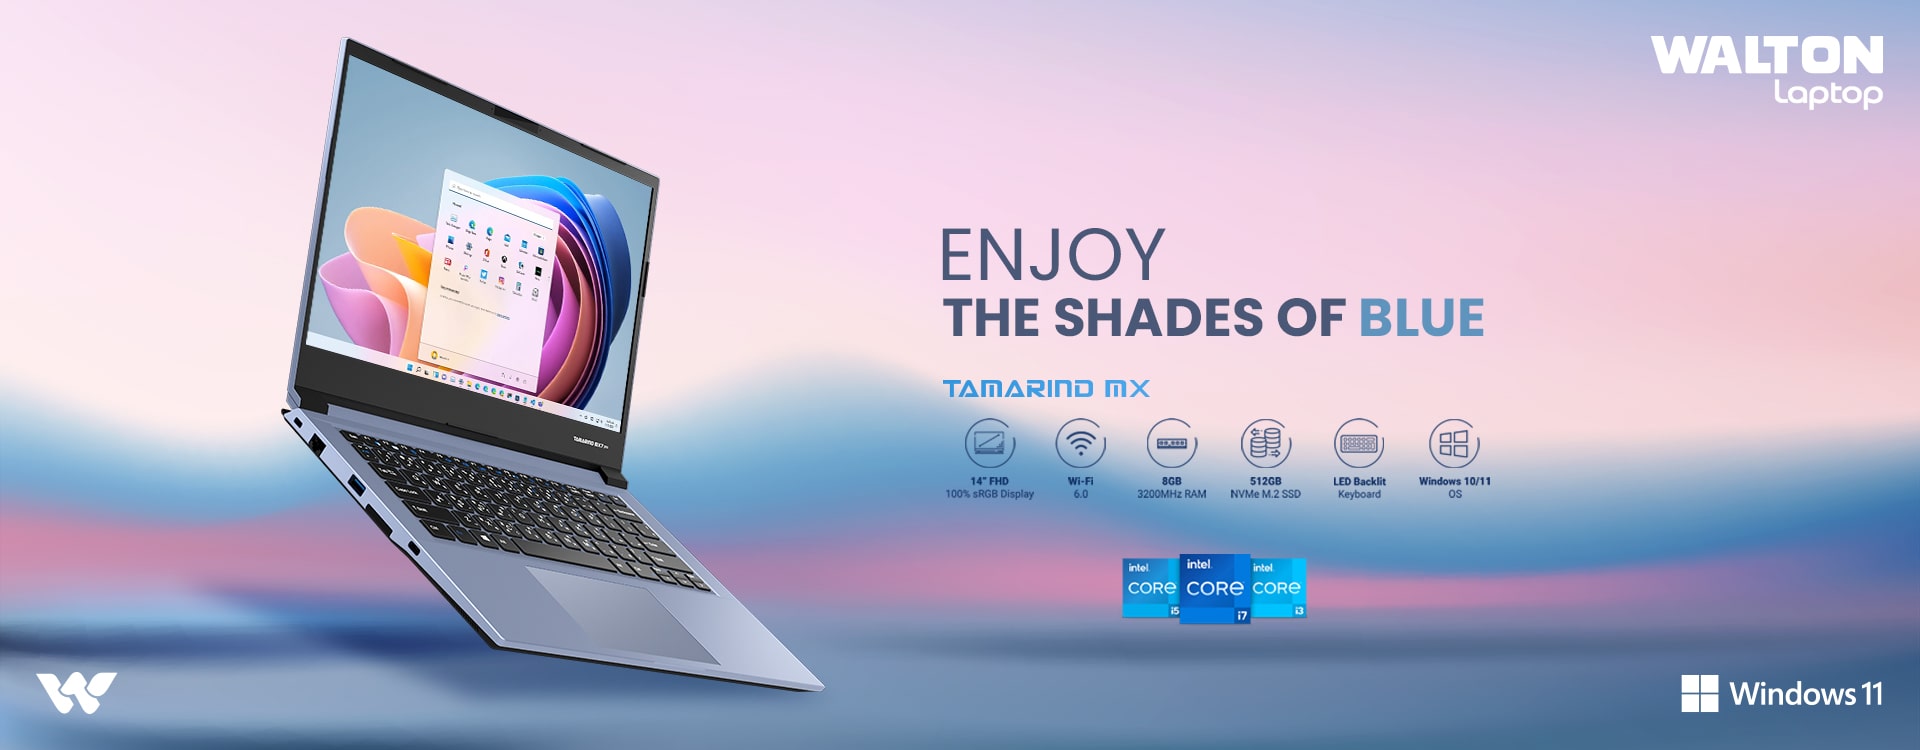 WALTON
Laptop
ENJOY
THE SHADES OF BLUE
TAMARIND MX
14" FHD
100% sRGB Display
Wi-Fi
6.0
8GB
3200MHz RAM
512GB
NVMe M.2 SSD
LED Backlit
Keyboard
Windows 10/11
OS
intel.
CORE
i5
intel.
CORE
i7
intel.
CORE
i3
TAMARIND MX7
Windows 11